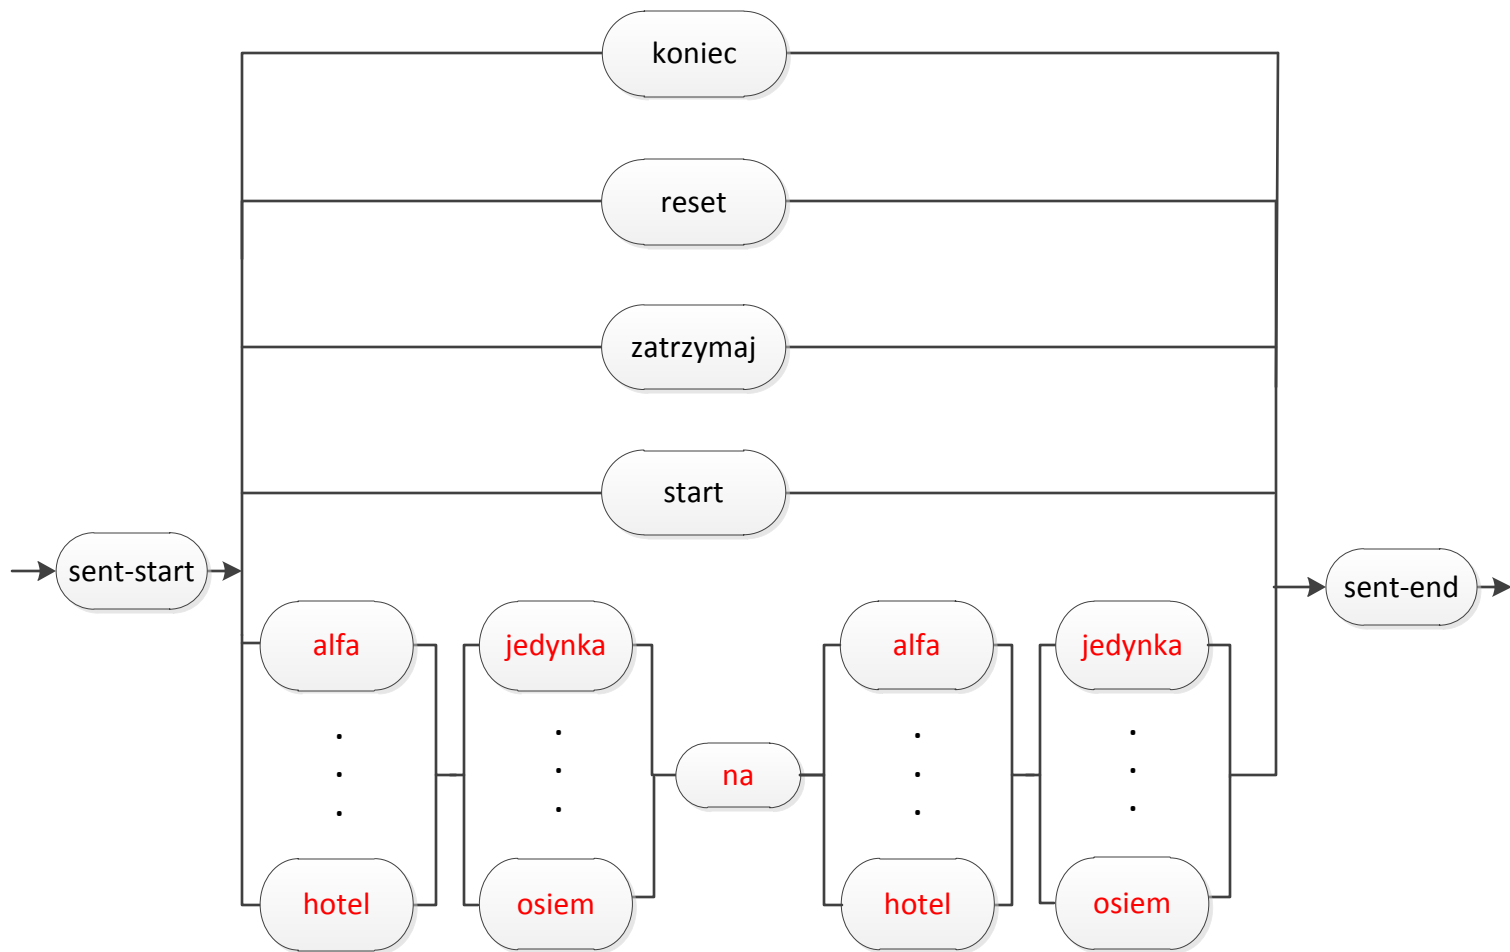 koniec
reset
zatrzymaj
start
sent-start
sent-end
alfa
jedynka
alfa
jedynka
na
hotel
osiem
hotel
osiem